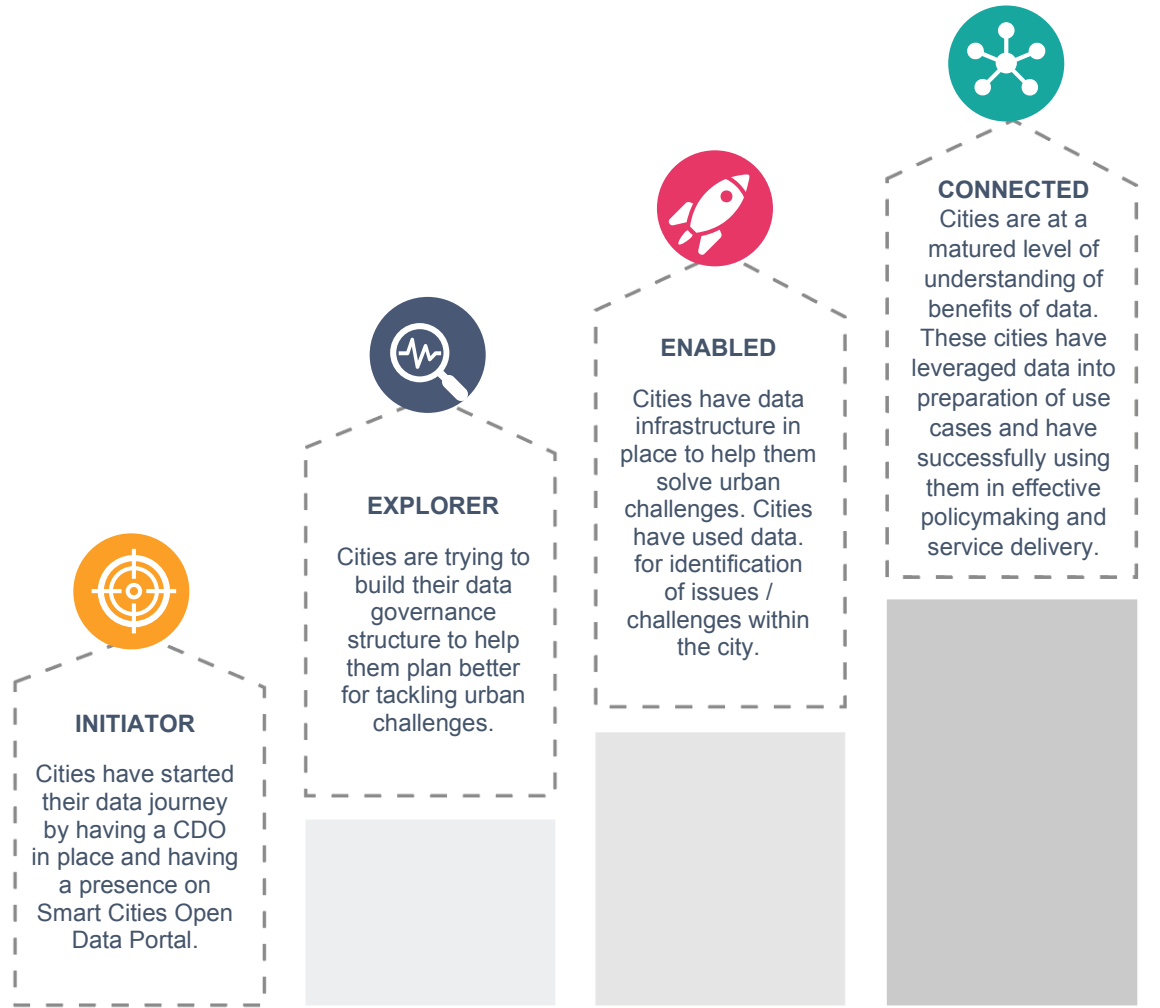 INITIATOR
Cities have started
their data journey
by having a CDO
in place and having
a presence on
Smart Cities Open
Data Portal.
EXPLORER
Cities are trying to
build their data
governance
structure to help
them plan better
for tackling urban
challenges.
ENABLED
Cities have data
infrastructure in
place to help them
solve urban
challenges. Cities
have used data.
for identification
of issues /
challenges within
the city.
CONNECTED
Cities are at a
matured level of
understanding of
benefits of data.
These cities have
leveraged data into
preparation of use
cases and have
successfully using
them in effective
policymaking and
service delivery.